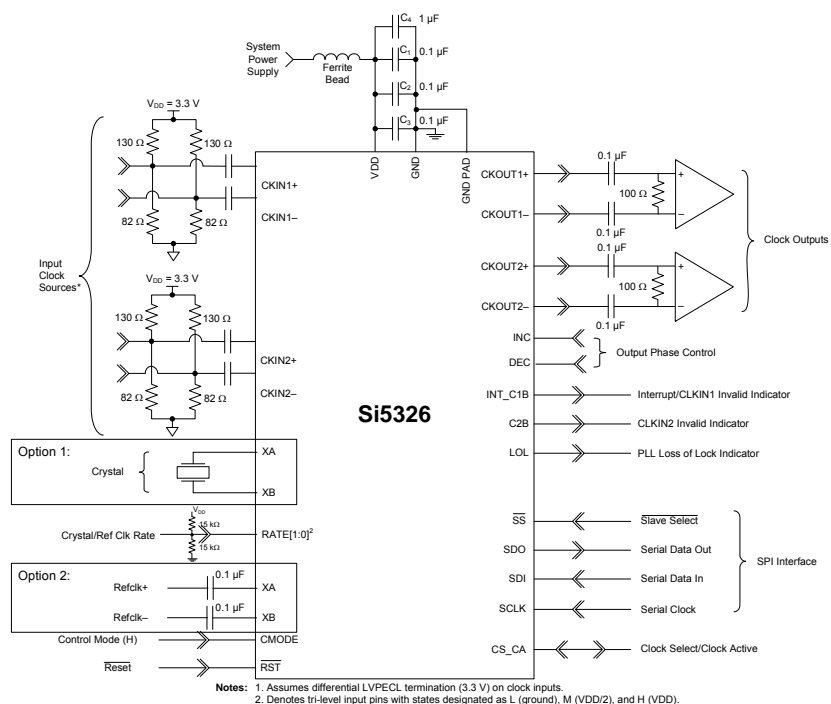 C₄ 1 µF
System
Power
Supply
Ferrite
Bead
C₁ 0.1 µF
C₂ 0.1 µF
C₃ 0.1 µF
VDD
GND
GND PAD
Input
Clock
Sources*
V_DD = 3.3 V
130 Ω
130 Ω
82 Ω
82 Ω
CKIN1+
CKIN1–
V_DD = 3.3 V
130 Ω
130 Ω
82 Ω
82 Ω
CKIN2+
CKIN2–
Option 1:
Crystal
XA
XB
V_DD
15 kΩ
15 kΩ
Crystal/Ref Clk Rate
RATE[1:0]²
Option 2:
Refclk+
0.1 µF
XA
Refclk–
0.1 µF
XB
Control Mode (H)
CMODE
Reset
RST
Si5326
CKOUT1+
0.1 µF
100 Ω
+
–
CKOUT1–
0.1 µF
CKOUT2+
0.1 µF
100 Ω
+
–
CKOUT2–
0.1 µF
Clock Outputs
INC
DEC
Output Phase Control
INT_C1B
Interrupt/CLKIN1 Invalid Indicator
C2B
CLKIN2 Invalid Indicator
LOL
PLL Loss of Lock Indicator
SS
Slave Select
SDO
Serial Data Out
SDI
Serial Data In
SCLK
Serial Clock
SPI Interface
CS_CA
Clock Select/Clock Active
Notes: 1. Assumes differential LVPECL termination (3.3 V) on clock inputs.
2. Denotes tri-level input pins with states designated as L (ground), M (VDD/2), and H (VDD).